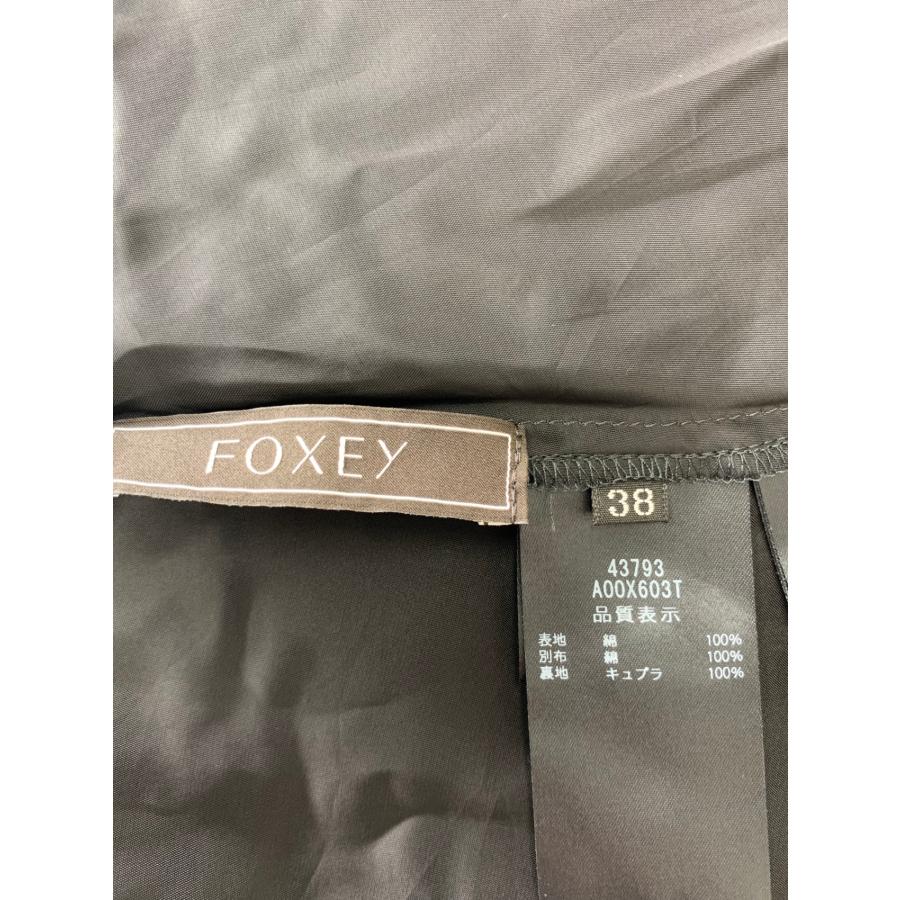 FOXEY
38
43793
A00X603T
品質表示
表地 綿 100%
別布 綿 100%
裏地 キュプラ 100%